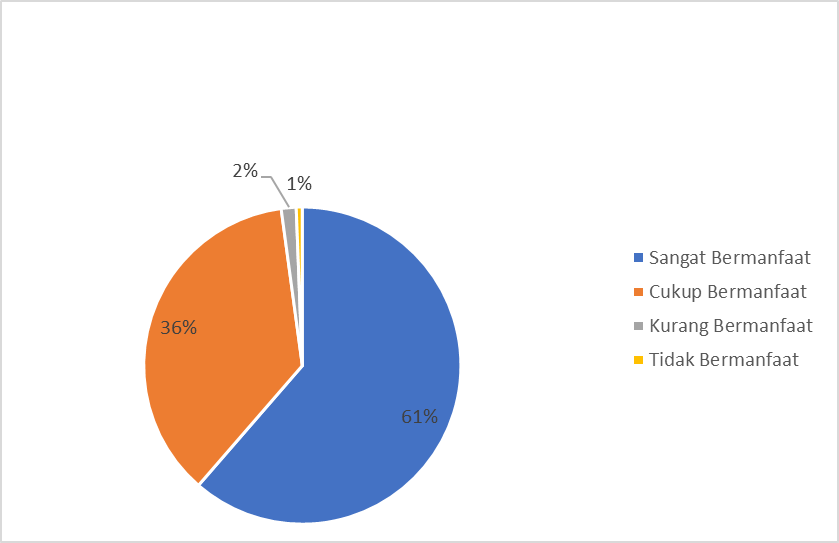 2%
1%
36%
61%
Sangat Bermanfaat
Cukup Bermanfaat
Kurang Bermanfaat
Tidak Bermanfaat